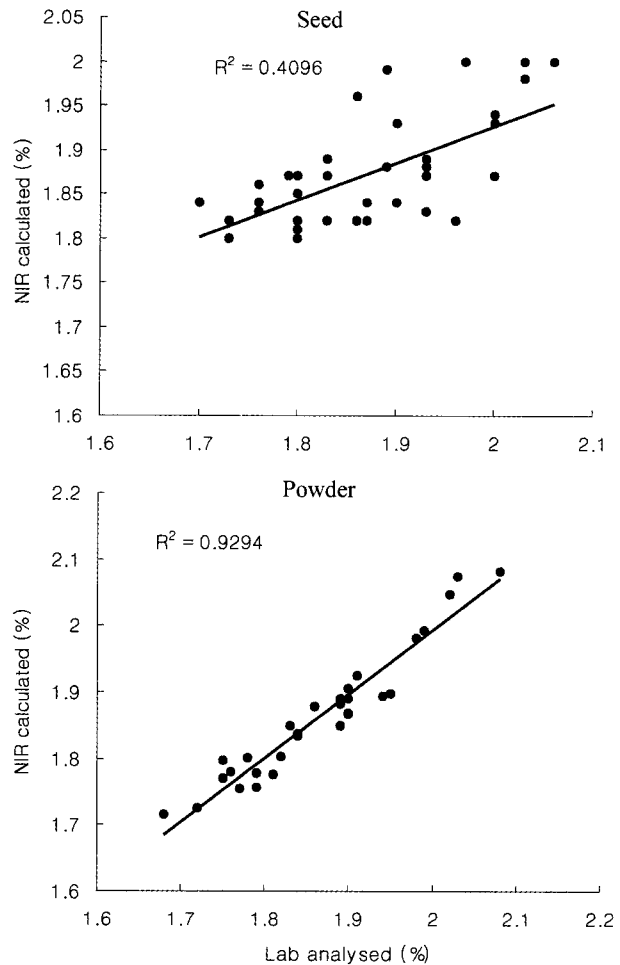 Seed
R² = 0.4096
NIR calculated (%)
2.05
2
1.95
1.9
1.85
1.8
1.75
1.7
1.65
1.6
1.6 1.7 1.8 1.9 2 2.1
Powder
R² = 0.9294
NIR calculated (%)
2.2
2.1
2
1.9
1.8
1.7
1.6
1.6 1.7 1.8 1.9 2 2.1 2.2
Lab analysed (%)